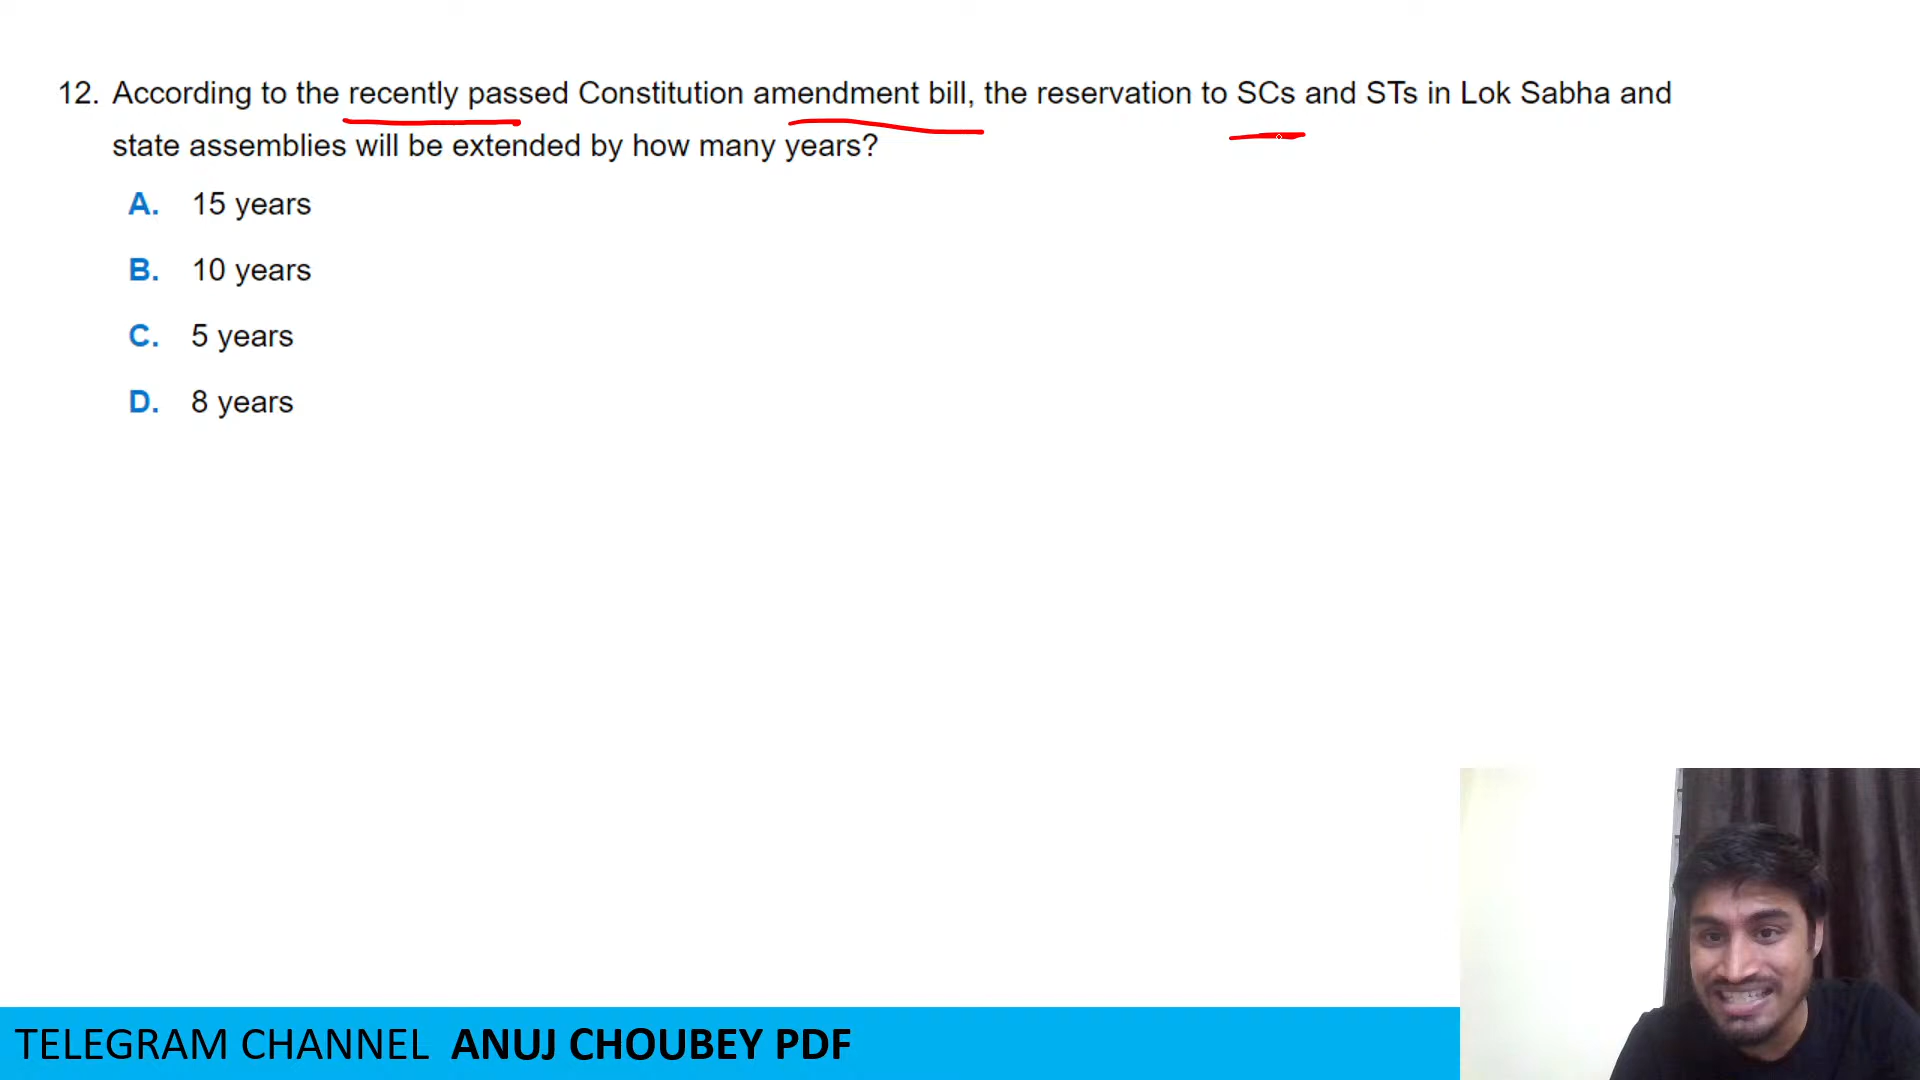 12. According to the recently passed Constitution amendment bill, the reservation to SCs and STs in Lok Sabha and
state assemblies will be extended by how many years?
A. 15 years
B. 10 years
C. 5 years
D. 8 years
TELEGRAM CHANNEL ANUJ CHOUBEY PDF